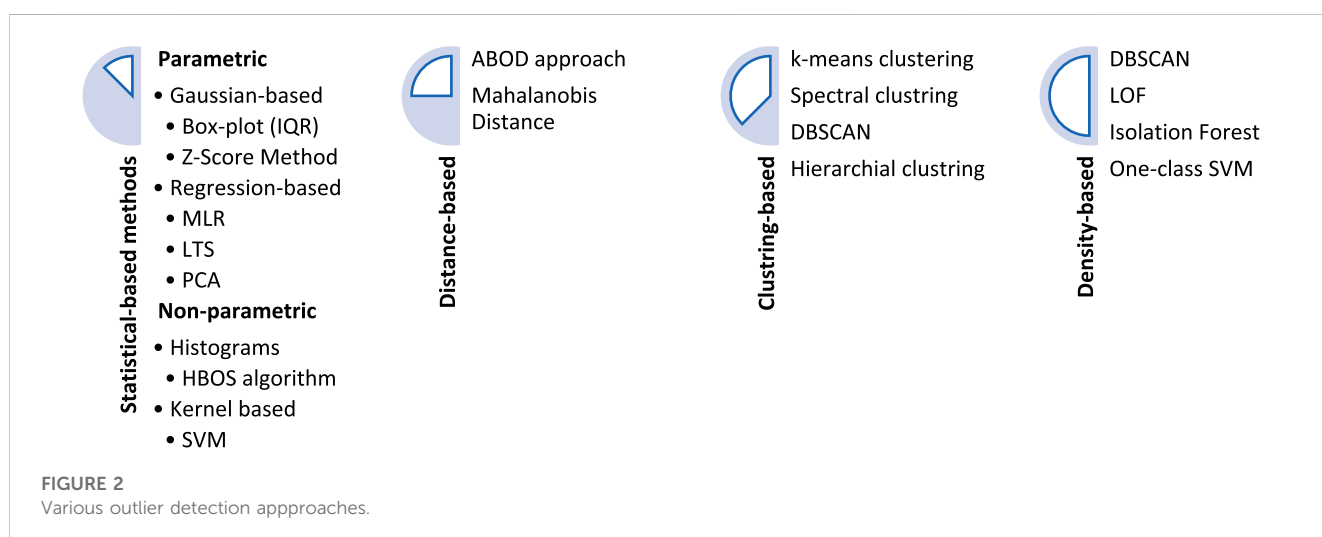 Statistical-based methods
Parametric
• Gaussian-based
• Box-plot (IQR)
• Z-Score Method
• Regression-based
• MLR
• LTS
• PCA
Non-parametric
• Histograms
• HBOS algorithm
• Kernel based
• SVM
Distance-based
ABOD approach
Mahalanobis
Distance
Clustring-based
k-means clustering
Spectral clustring
DBSCAN
Hierarchial clustring
Density-based
DBSCAN
LOF
Isolation Forest
One-class SVM
FIGURE 2
Various outlier detection appproaches.